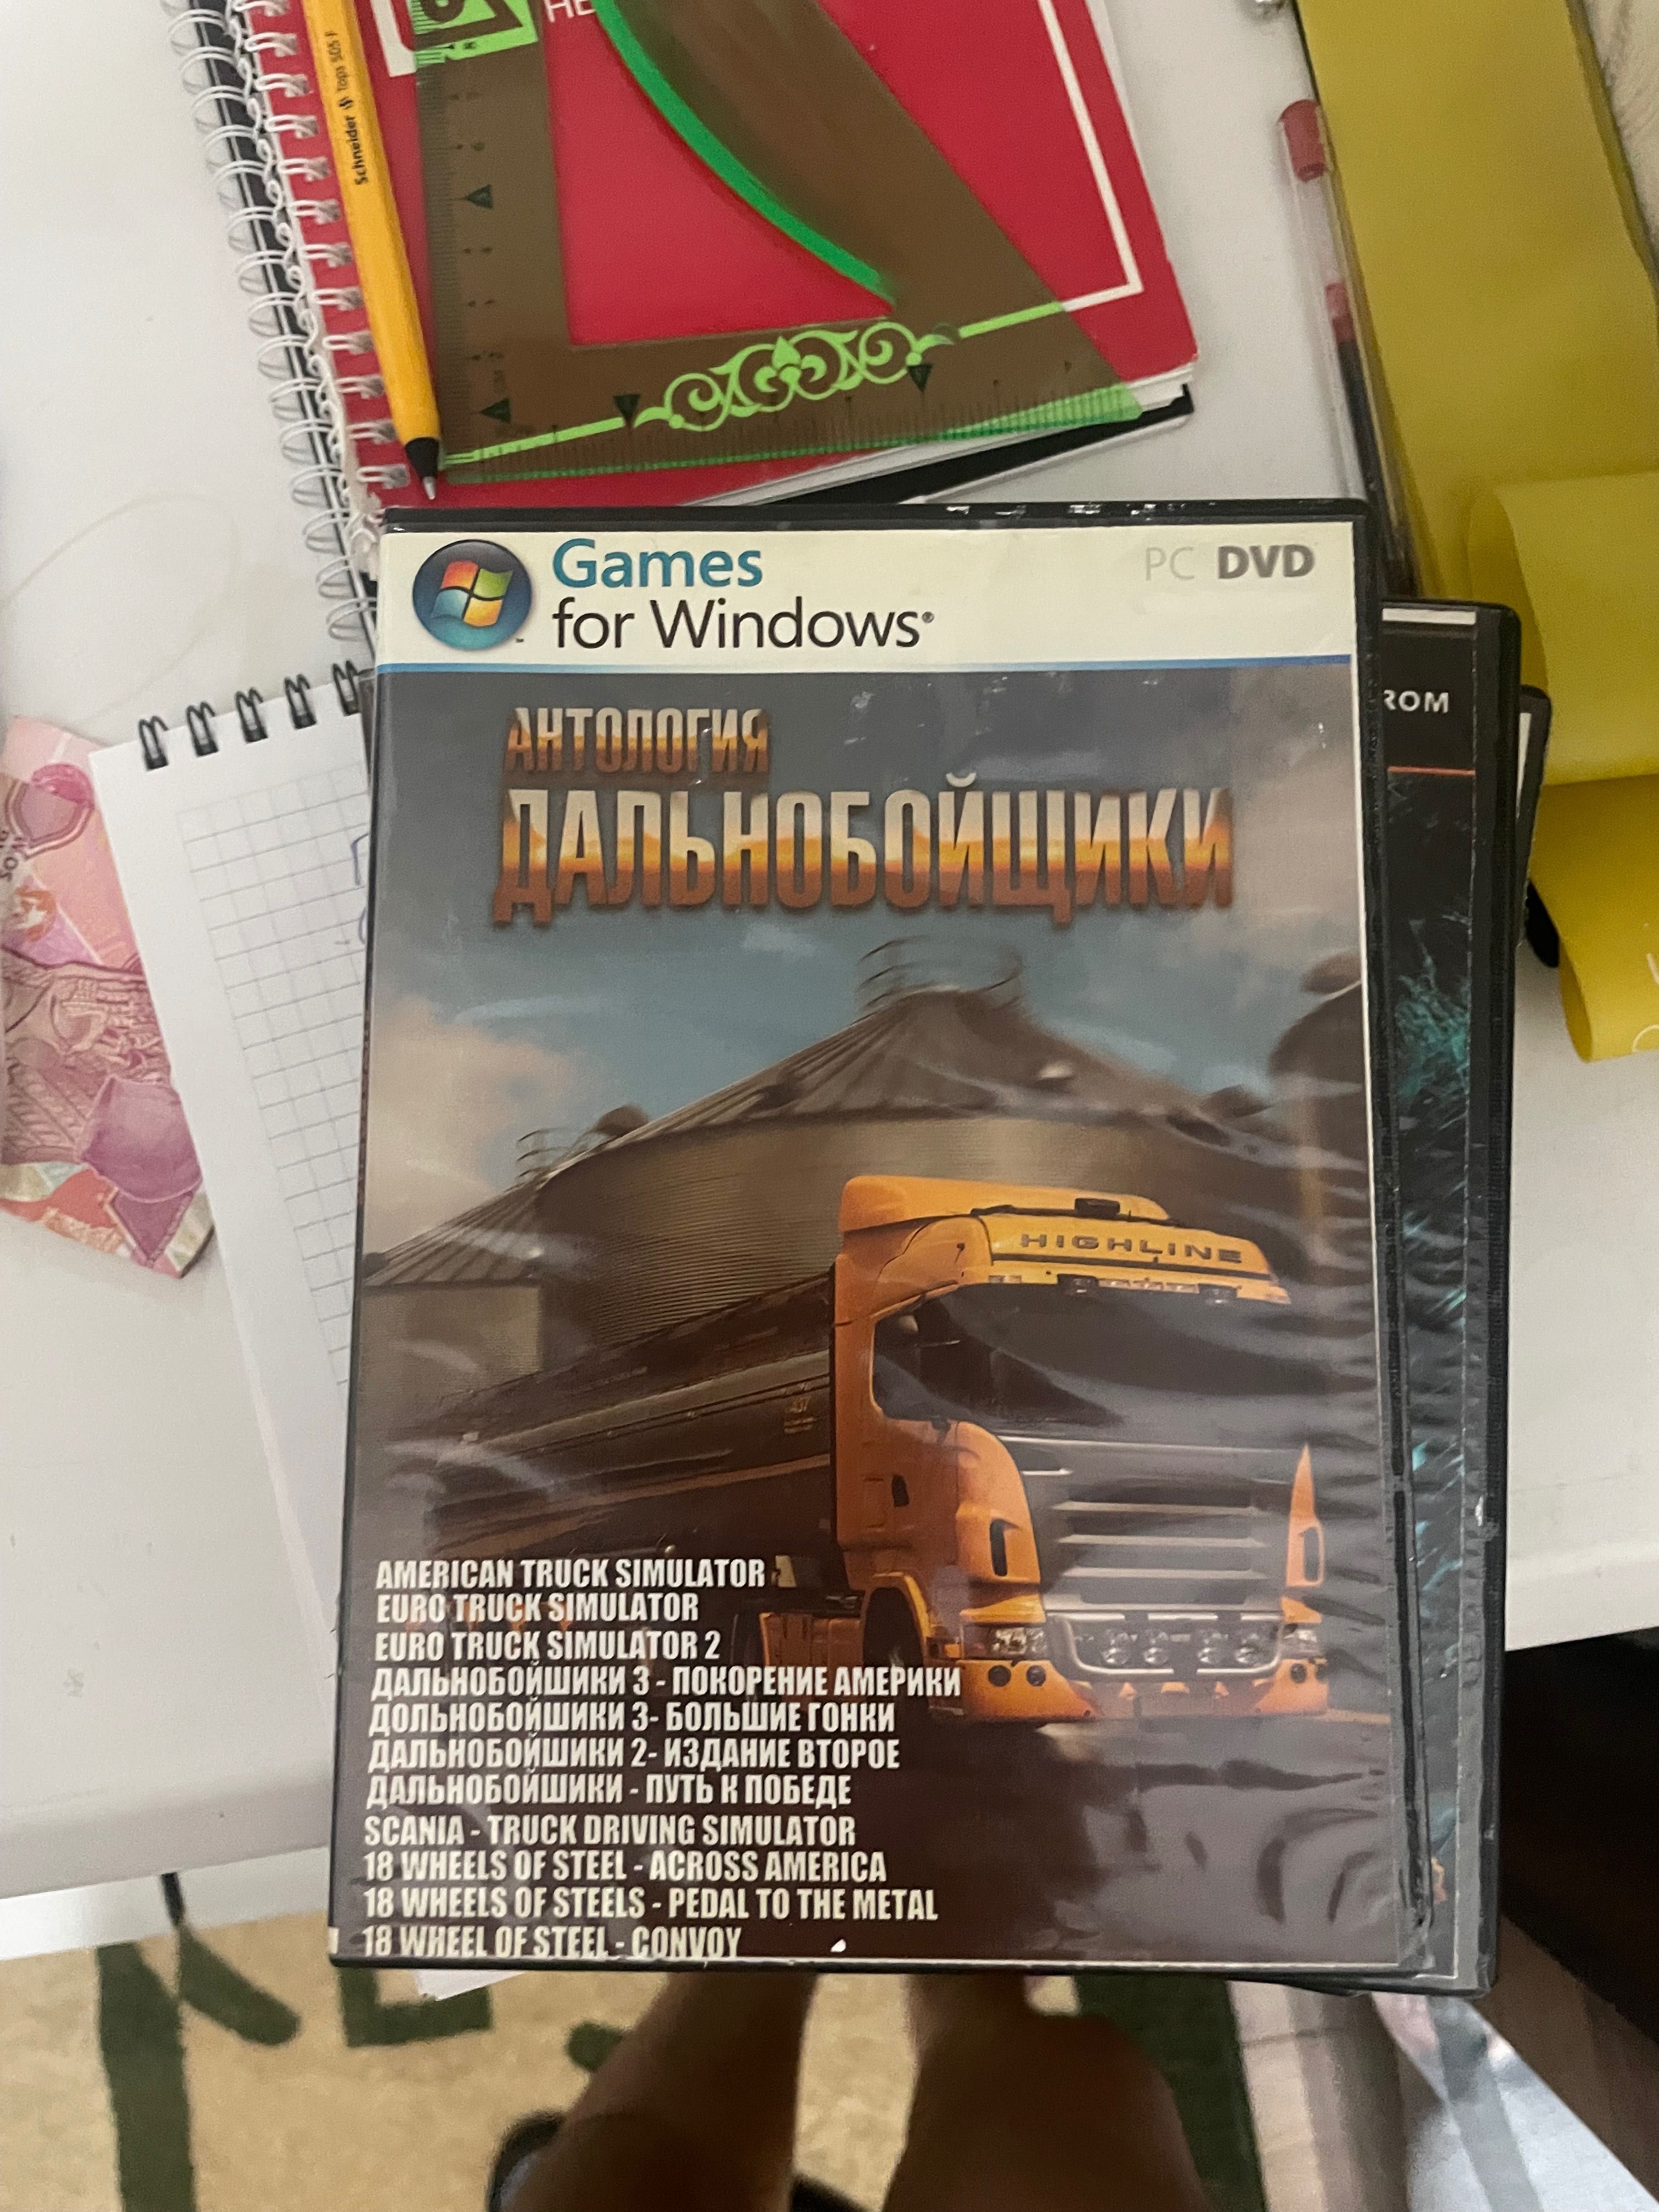 Schneider Tops 505 F
НЕ
Games
for Windows®
PC DVD
ROM
АНТОЛОГИЯ
ДАЛЬНОБОЙЩИКИ
HIGHLINE
AMERICAN TRUCK SIMULATOR
EURO TRUCK SIMULATOR
EURO TRUCK SIMULATOR 2
ДАЛЬНОБОЙШИКИ 3 - ПОКОРЕНИЕ АМЕРИКИ
ДОЛЬНОБОЙШИКИ 3- БОЛЬШИЕ ГОНКИ
ДАЛЬНОБОЙШИКИ 2- ИЗДАНИЕ ВТОРОЕ
ДАЛЬНОБОЙШИКИ - ПУТЬ К ПОБЕДЕ
SCANIA - TRUCK DRIVING SIMULATOR
18 WHEELS OF STEEL - ACROSS AMERICA
18 WHEELS OF STEELS - PEDAL TO THE METAL
18 WHEEL OF STEEL - CONVOY